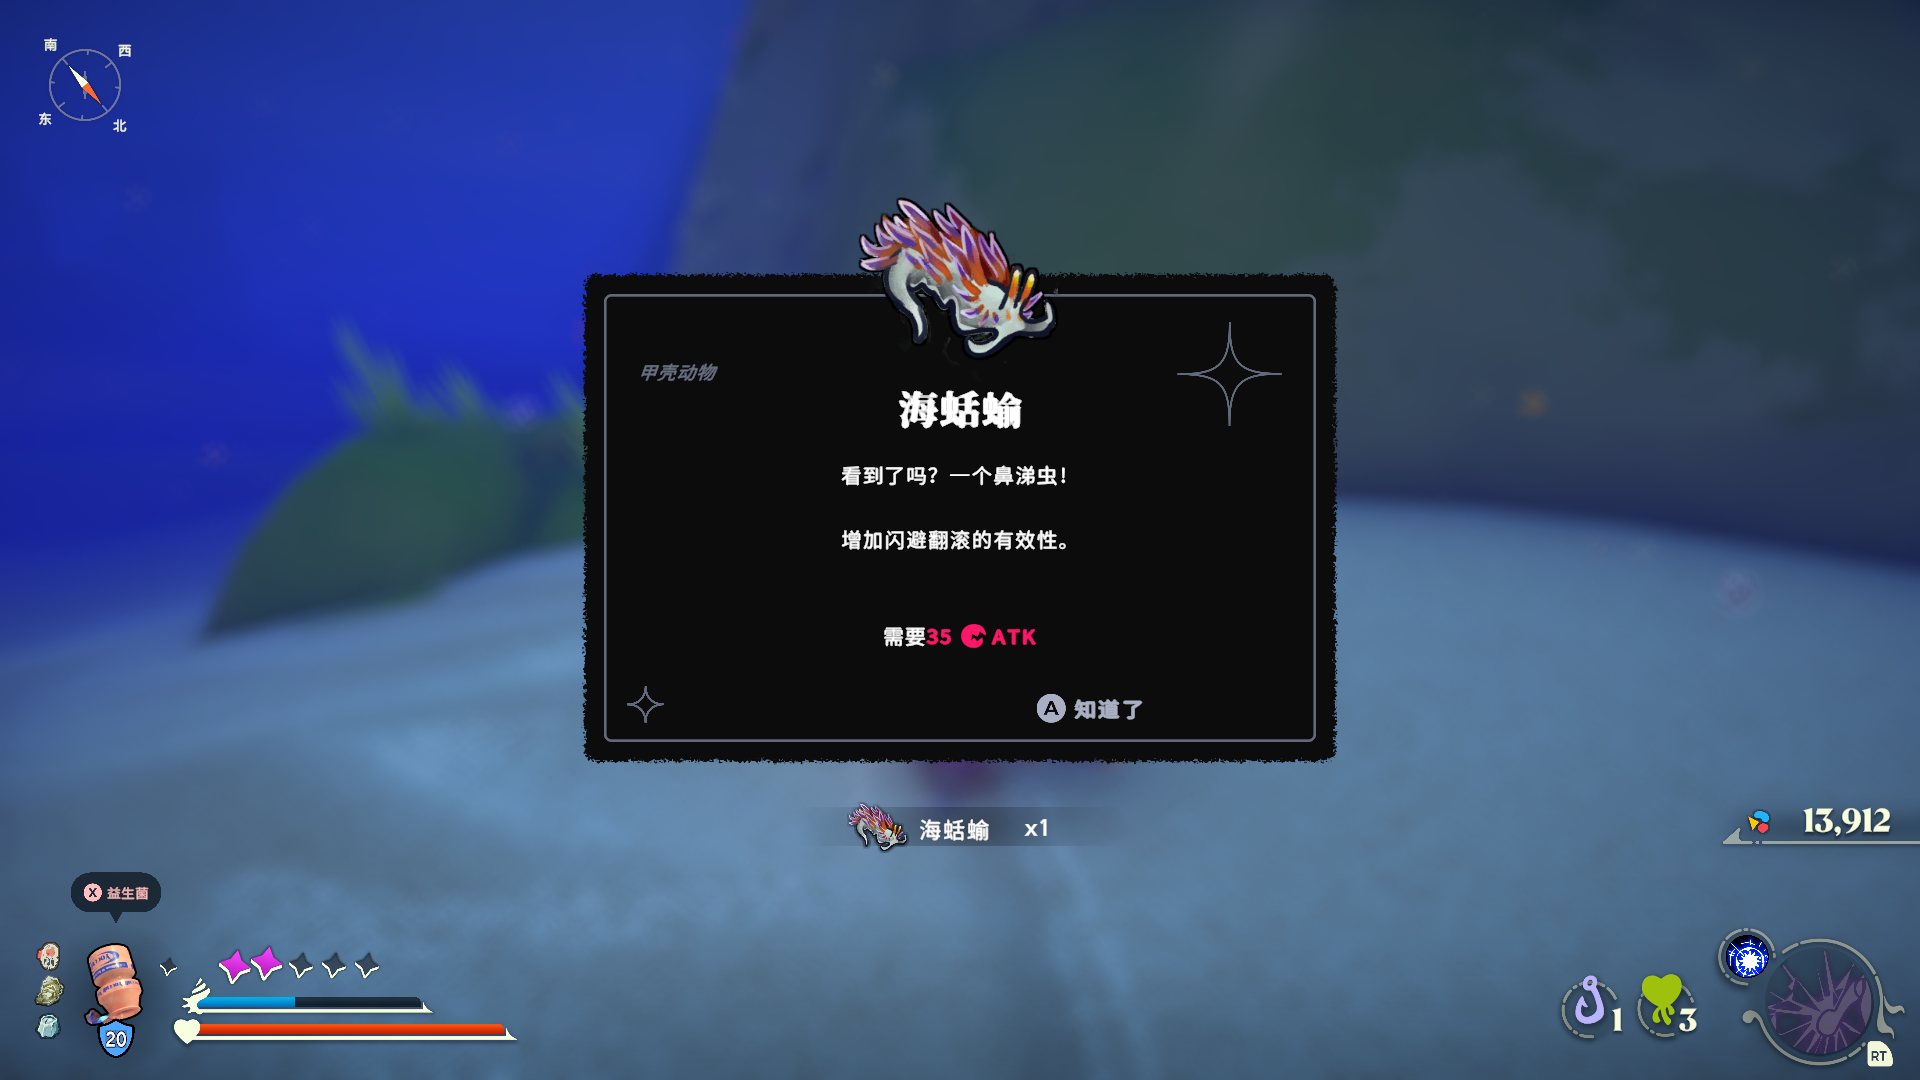 南
西
东
北
甲壳动物
海蛞蝓
看到了吗？一个鼻涕虫！
增加闪避翻滚的有效性。
需要35 ATK
A 知道了
海蛞蝓 x1
13,912
X 益生菌
20
1
3
RT